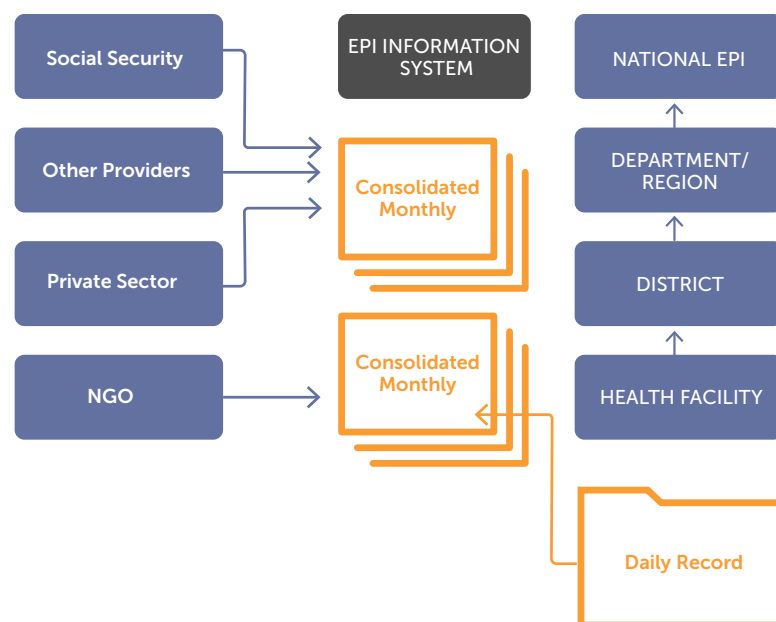 Social Security
Other Providers
Private Sector
NGO
EPI INFORMATION
SYSTEM
Consolidated
Monthly
Consolidated
Monthly
NATIONAL EPI
DEPARTMENT/
REGION
DISTRICT
HEALTH FACILITY
Daily Record